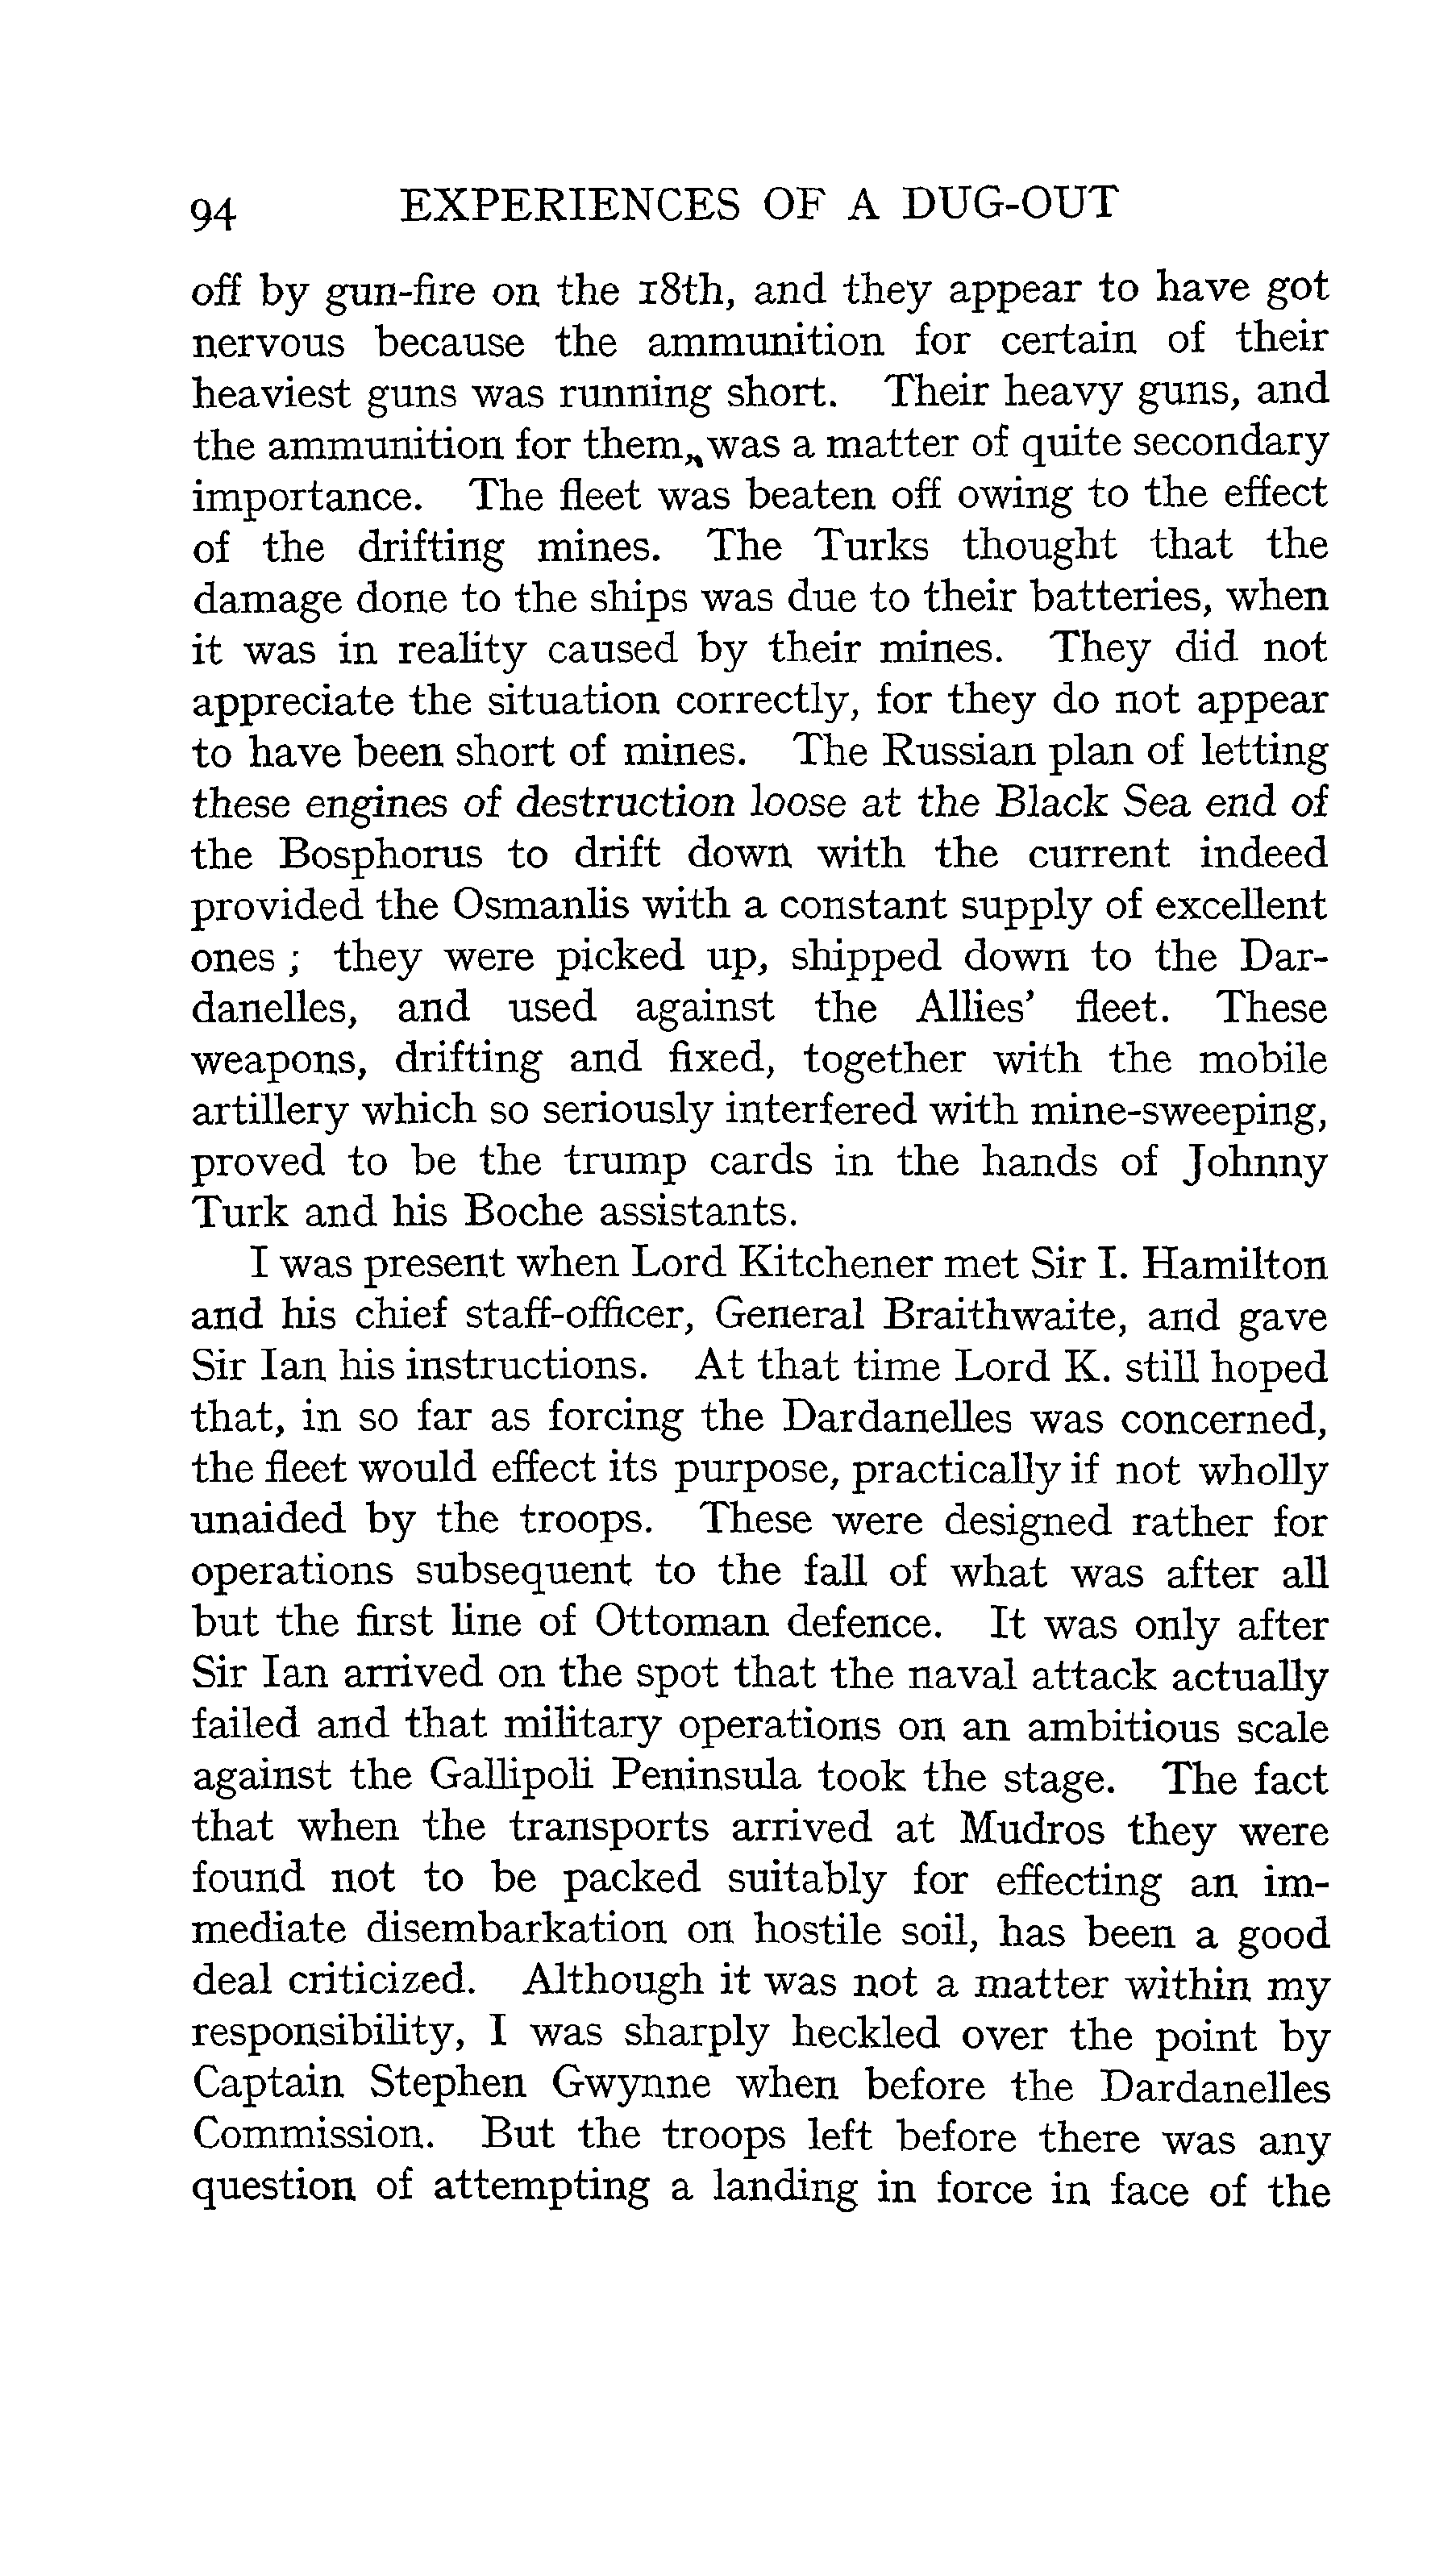 94 EXPERIENCES OF A DUG-OUT
off by gun-fire on the 18th, and they appear to have got
nervous because the ammunition for certain of their
heaviest guns was running short. Their heavy guns, and
the ammunition for them, was a matter of quite secondary
importance. The fleet was beaten off owing to the effect
of the drifting mines. The Turks thought that the
damage done to the ships was due to their batteries, when
it was in reality caused by their mines. They did not
appreciate the situation correctly, for they do not appear
to have been short of mines. The Russian plan of letting
these engines of destruction loose at the Black Sea end of
the Bosphorus to drift down with the current indeed
provided the Osmanlis with a constant supply of excellent
ones ; they were picked up, shipped down to the Dar-
danelles, and used against the Allies’ fleet. These
weapons, drifting and fixed, together with the mobile
artillery which so seriously interfered with mine-sweeping,
proved to be the trump cards in the hands of Johnny
Turk and his Boche assistants.
I was present when Lord Kitchener met Sir I. Hamilton
and his chief staff-officer, General Braithwaite, and gave
Sir Ian his instructions. At that time Lord K. still hoped
that, in so far as forcing the Dardanelles was concerned,
the fleet would effect its purpose, practically if not wholly
unaided by the troops. These were designed rather for
operations subsequent to the fall of what was after all
but the first line of Ottoman defence. It was only after
Sir Ian arrived on the spot that the naval attack actually
failed and that military operations on an ambitious scale
against the Gallipoli Peninsula took the stage. The fact
that when the transports arrived at Mudros they were
found not to be packed suitably for effecting an im-
mediate disembarkation on hostile soil, has been a good
deal criticized. Although it was not a matter within my
responsibility, I was sharply heckled over the point by
Captain Stephen Gwynne when before the Dardanelles
Commission. But the troops left before there was any
question of attempting a landing in force in face of the